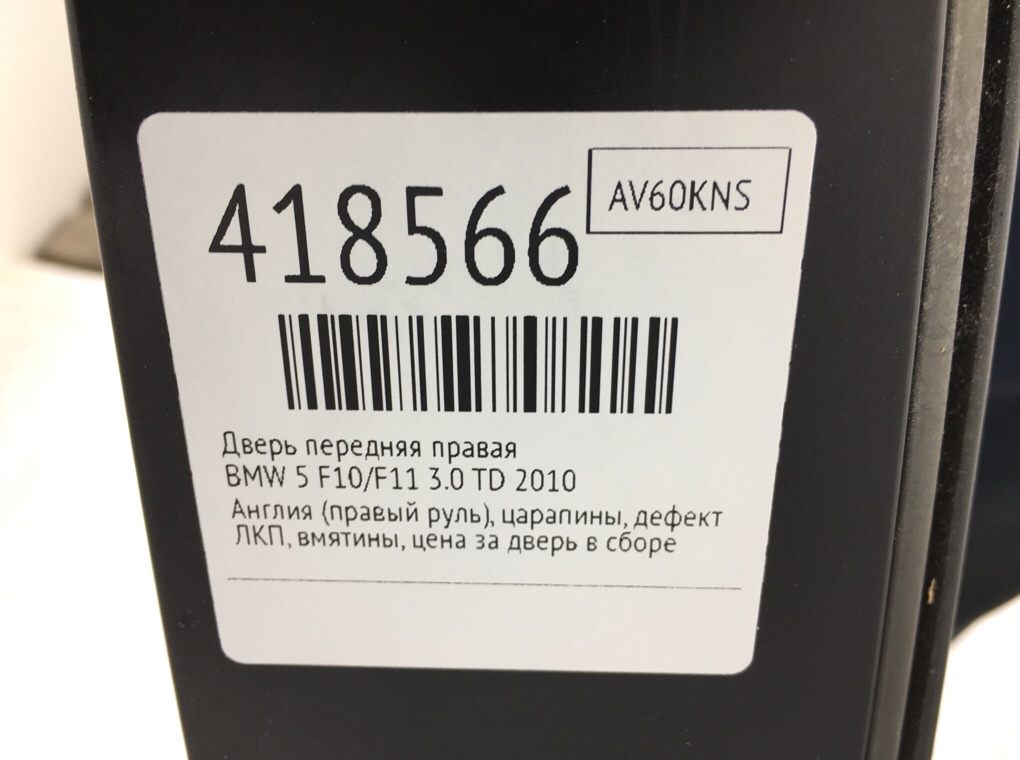 418566
AV60KNS
Дверь передняя правая
BMW 5 F10/F11 3.0 TD 2010
Англия (правый руль), царапины, дефект
ЛКП, вмятины, цена за дверь в сборе